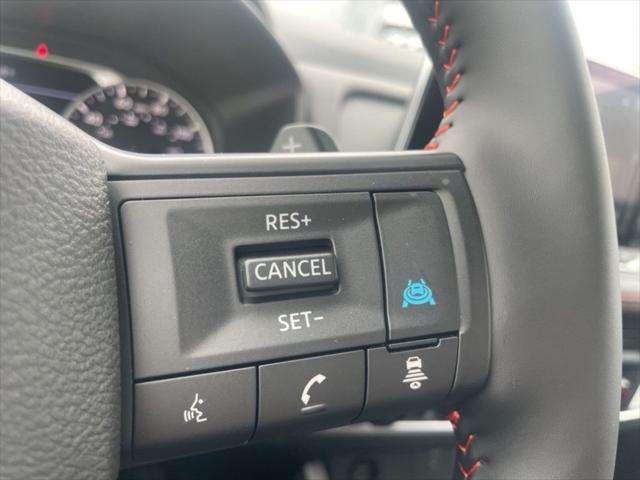 +
RES+
CANCEL
SET-